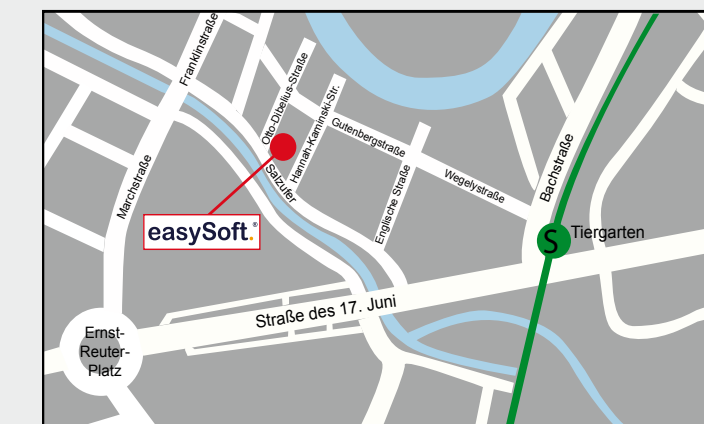 Franklinstraße
Otto-Dibelius-Straße
Hannah-Kaminski-Str.
Gutenbergstraße
Marchstraße
Salzufer
Englische Straße
Wegelystraße
Bachstraße
easySoft.®
S
Tiergarten
Straße des 17. Juni
Ernst-
Reuter-
Platz